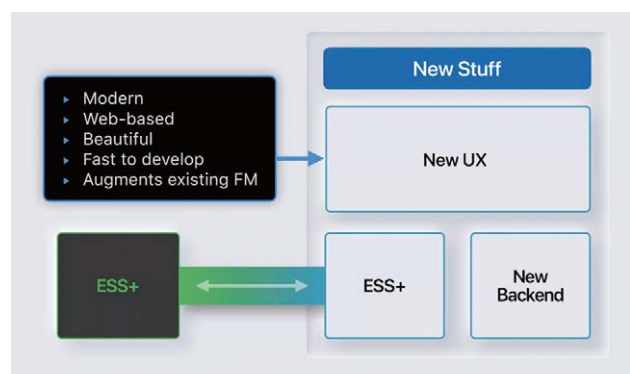 New Stuff
Modern
Web-based
Beautiful
Fast to develop
Augments existing FM
New UX
ESS+
ESS+
New
Backend